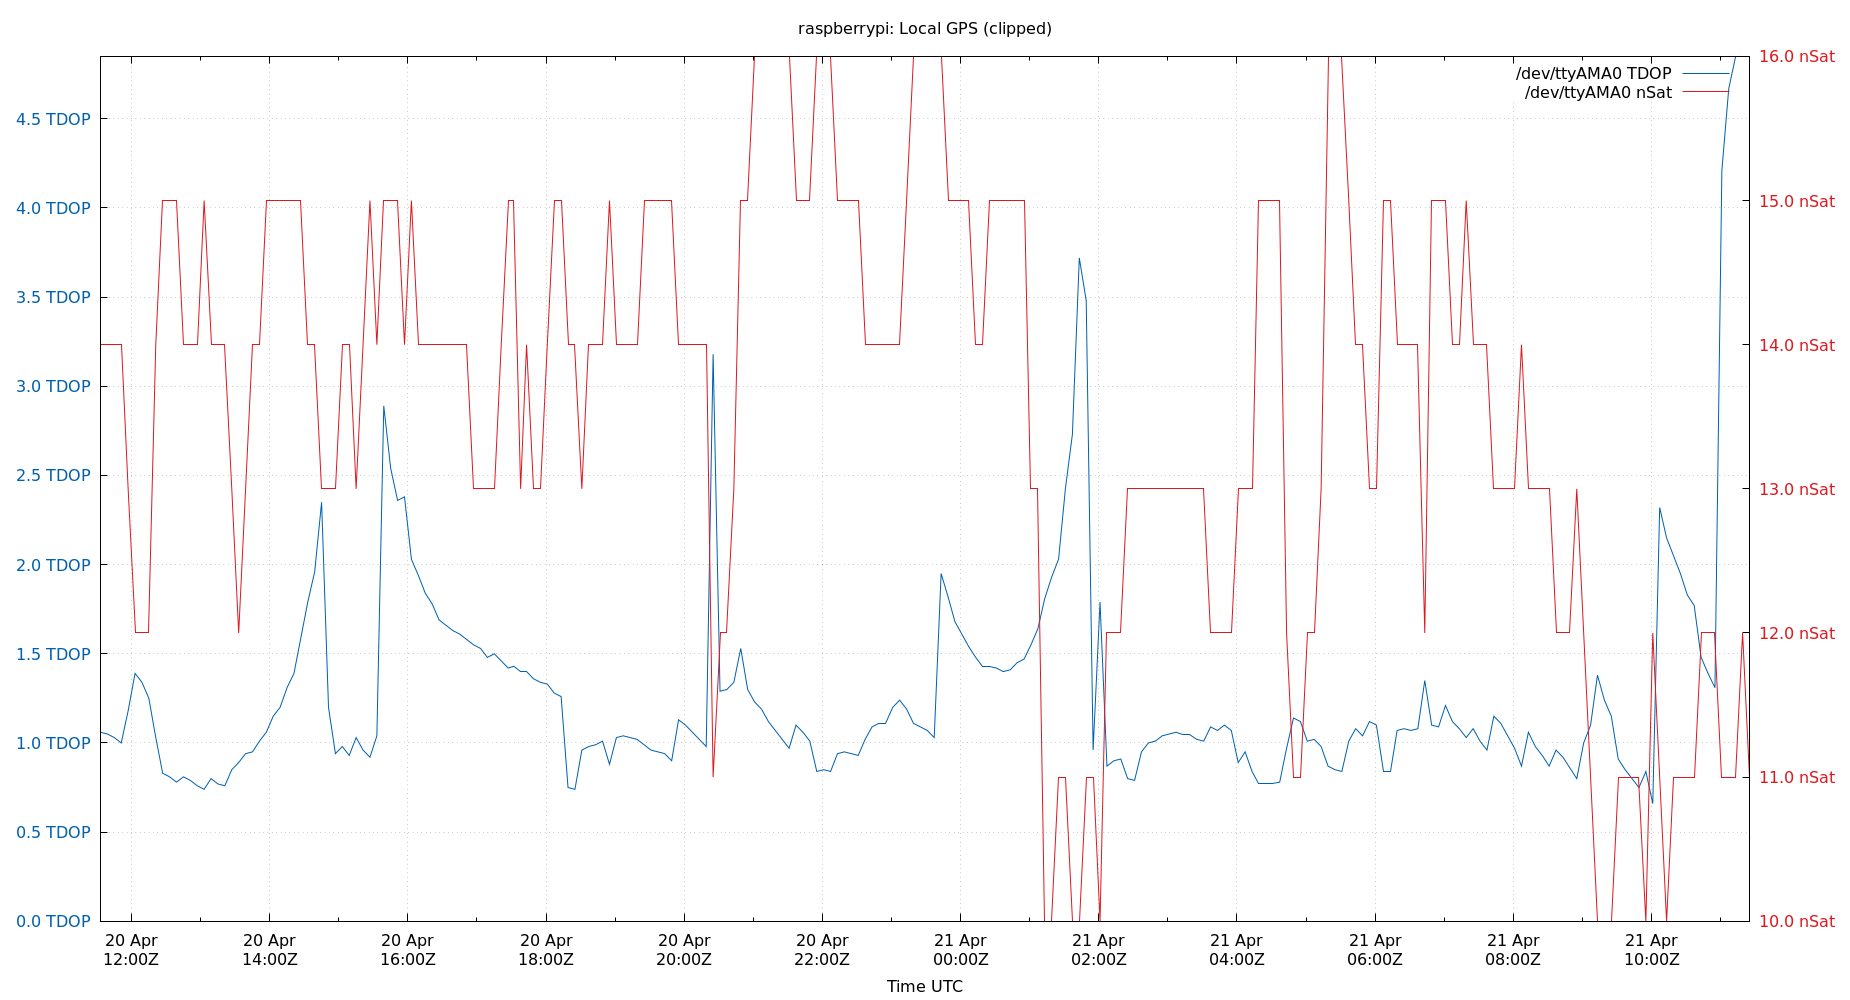 raspberrypi: Local GPS (clipped)
/dev/ttyAMA0 TDOP
/dev/ttyAMA0 nSat
4.5 TDOP
4.0 TDOP
3.5 TDOP
3.0 TDOP
2.5 TDOP
2.0 TDOP
1.5 TDOP
1.0 TDOP
0.5 TDOP
0.0 TDOP
16.0 nSat
15.0 nSat
14.0 nSat
13.0 nSat
12.0 nSat
11.0 nSat
10.0 nSat
20 Apr
12:00Z
20 Apr
14:00Z
20 Apr
16:00Z
20 Apr
18:00Z
20 Apr
20:00Z
20 Apr
22:00Z
21 Apr
00:00Z
21 Apr
02:00Z
21 Apr
04:00Z
21 Apr
06:00Z
21 Apr
08:00Z
21 Apr
10:00Z
Time UTC